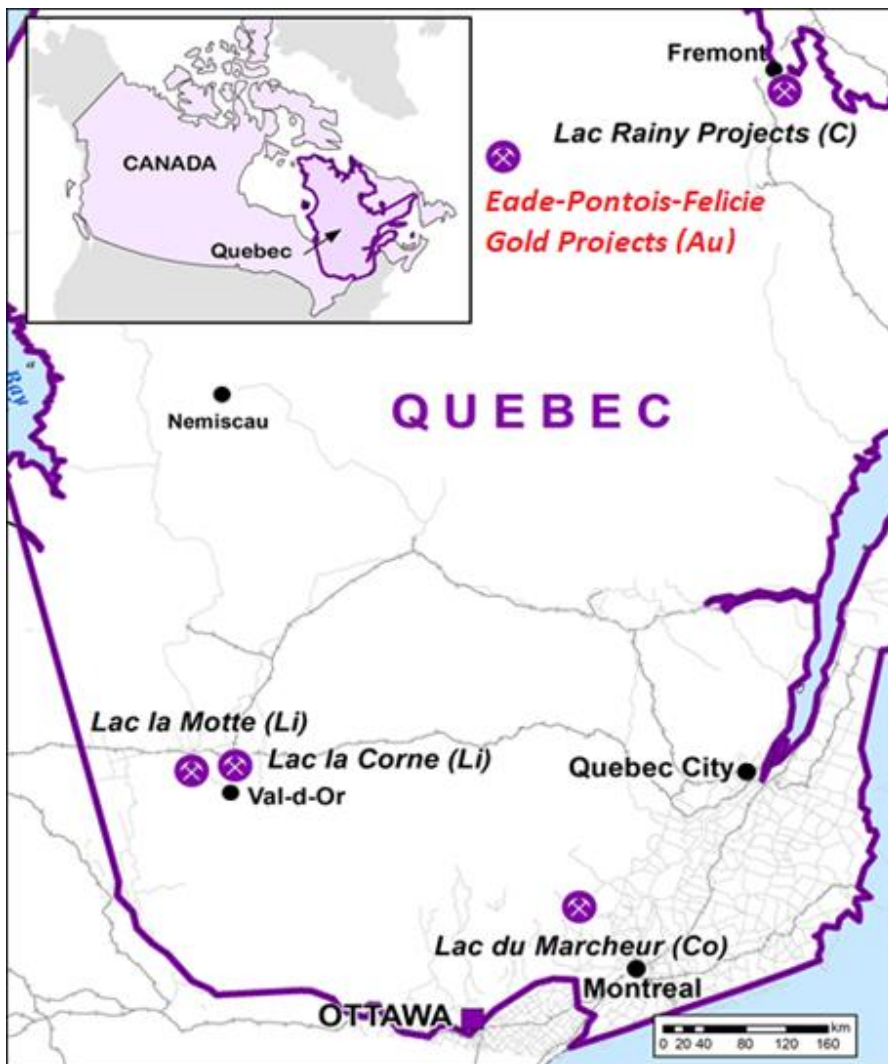 CANADA
Quebec
Fremont
Lac Rainy Projects (C)
Eade-Pontois-Felicie
Gold Projects (Au)
Bay
Nemiscau
QUEBEC
Lac la Motte (Li)
Lac la Corne (Li)
Val-d-Or
Quebec City
Lac du Marcheur (Co)
Montreal
OTTAWA
km
0 20 40 80 120 160